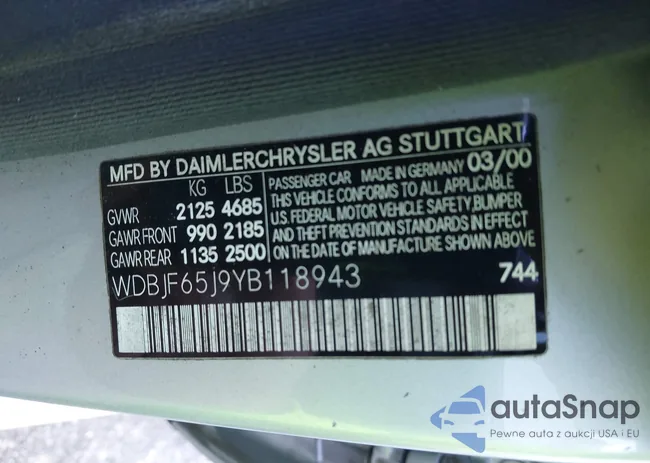 MFD BY DAIMLERCHRYSLER AG STUTTGART
KG LBS
GVWR 2125 4685
GAWR FRONT 990 2185
GAWR REAR 1135 2500
PASSENGER CAR MADE IN GERMANY 03/00
THIS VEHICLE CONFORMS TO ALL APPLICABLE
U.S. FEDERAL MOTOR VEHICLE SAFETY, BUMPER
AND THEFT PREVENTION STANDARDS IN EFFECT
ON THE DATE OF MANUFACTURE SHOWN ABOVE.
WDBJF65J9YB118943 744
autaSnap
Pewne auta z aukcji USA i EU